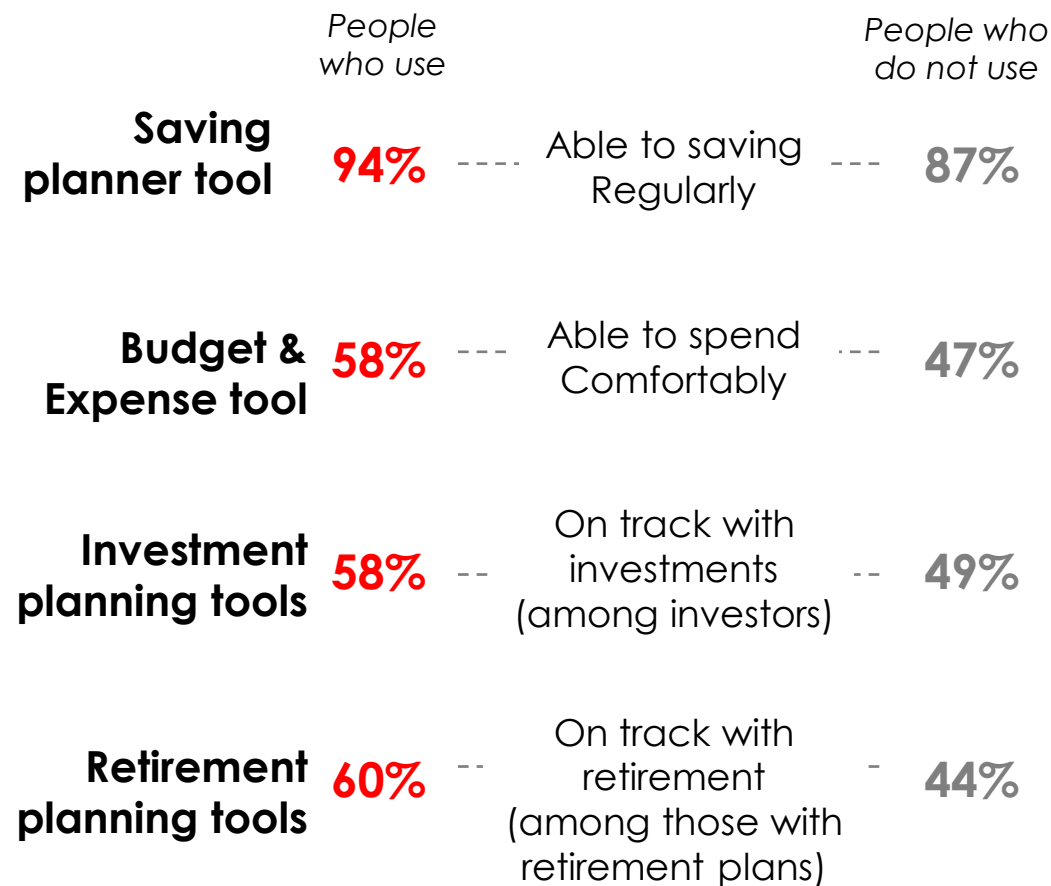 People
who use
People who
do not use
Saving
planner tool
94%
Able to saving
Regularly
87%
Budget &
Expense tool
58%
Able to spend
Comfortably
47%
Investment
planning tools
58%
On track with
investments
(among investors)
49%
Retirement
planning tools
60%
On track with
retirement
(among those with
retirement plans)
44%